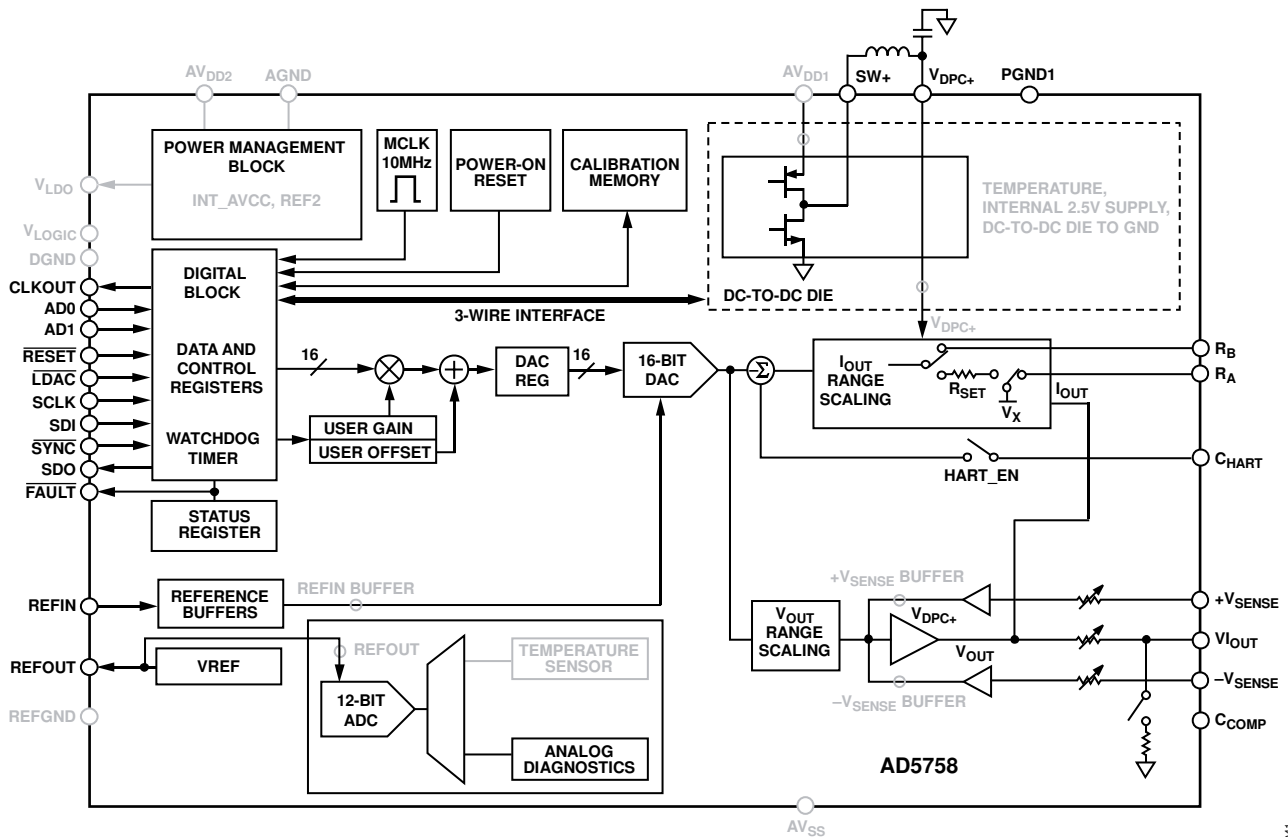 AVDD2
AGND
AVDD1
SW+
VDPC+
PGND1
POWER MANAGEMENT
BLOCK
INT_AVCC, REF2
MCLK
10MHz
POWER-ON
RESET
CALIBRATION
MEMORY
TEMPERATURE,
INTERNAL 2.5V SUPPLY,
DC-TO-DC DIE TO GND
DC-TO-DC DIE
VLDO
VLOGIC
DGND
CLKOUT
AD0
AD1
RESET
LDAC
SCLK
SDI
SYNC
SDO
FAULT
DIGITAL
BLOCK
DATA AND
CONTROL
REGISTERS
WATCHDOG
TIMER
STATUS
REGISTER
3-WIRE INTERFACE
16
USER GAIN
USER OFFSET
DAC
REG
16
16-BIT
DAC
–Σ
VDPC+
IOUT
RANGE
SCALING
RSET
VX
IOUT
RB
RA
HART_EN
CHART
REFIN
REFERENCE
BUFFERS
REFIN BUFFER
REFOUT
VREF
REFGND
REFOUT
12-BIT
ADC
TEMPERATURE
SENSOR
ANALOG
DIAGNOSTICS
VOUT
RANGE
SCALING
+VSENSE BUFFER
VDPC+
VOUT
–VSENSE BUFFER
+VSENSE
VIOUT
–VSENSE
CCOMP
AD5758
AVSS